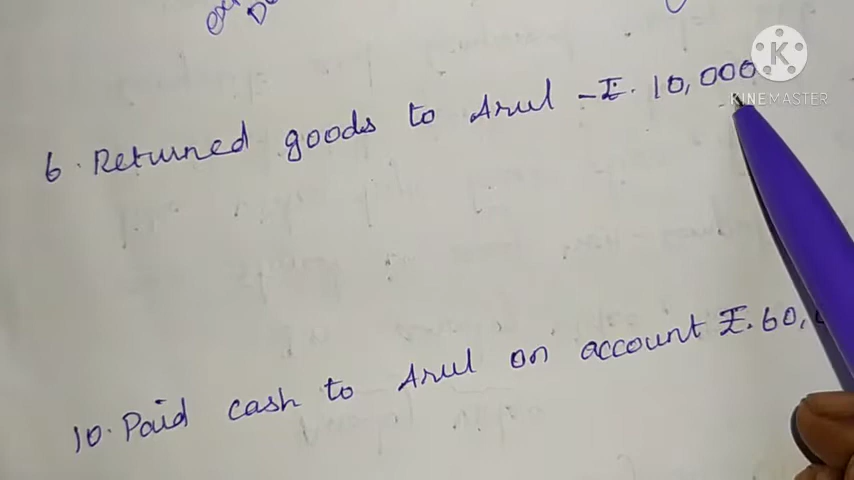 6. Returned goods to Arul - ₹. 10,000
KINEMASTER
10. Paid cash to Arul on account ₹. 60,